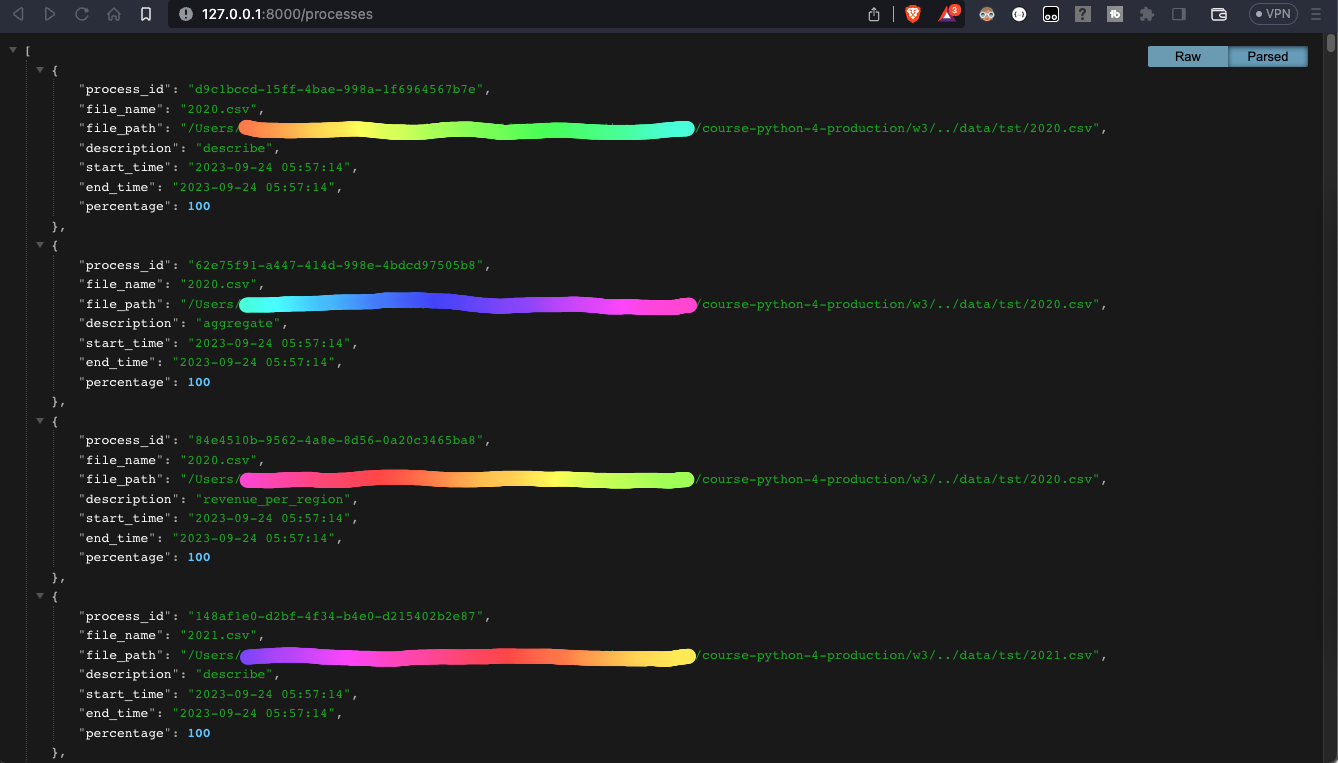 127.0.0.1:8000/processes
3
VPN
Raw Parsed
[
{
"process_id": "d9c1bccd-15ff-4bae-998a-1f6964567b7e",
"file_name": "2020.csv",
"file_path": "/Users/ /course-python-4-production/w3/../data/tst/2020.csv",
"description": "describe",
"start_time": "2023-09-24 05:57:14",
"end_time": "2023-09-24 05:57:14",
"percentage": 100
},
{
"process_id": "62e75f91-a447-414d-998e-4bdcd97505b8",
"file_name": "2020.csv",
"file_path": "/Users/ /course-python-4-production/w3/../data/tst/2020.csv",
"description": "aggregate",
"start_time": "2023-09-24 05:57:14",
"end_time": "2023-09-24 05:57:14",
"percentage": 100
},
{
"process_id": "84e4510b-9562-4a8e-8d56-0a20c3465ba8",
"file_name": "2020.csv",
"file_path": "/Users/ /course-python-4-production/w3/../data/tst/2020.csv",
"description": "revenue_per_region",
"start_time": "2023-09-24 05:57:14",
"end_time": "2023-09-24 05:57:14",
"percentage": 100
},
{
"process_id": "148af1e0-d2bf-4f34-b4e0-d215402b2e87",
"file_name": "2021.csv",
"file_path": "/Users/ /course-python-4-production/w3/../data/tst/2021.csv",
"description": "describe",
"start_time": "2023-09-24 05:57:14",
"end_time": "2023-09-24 05:57:14",
"percentage": 100
},